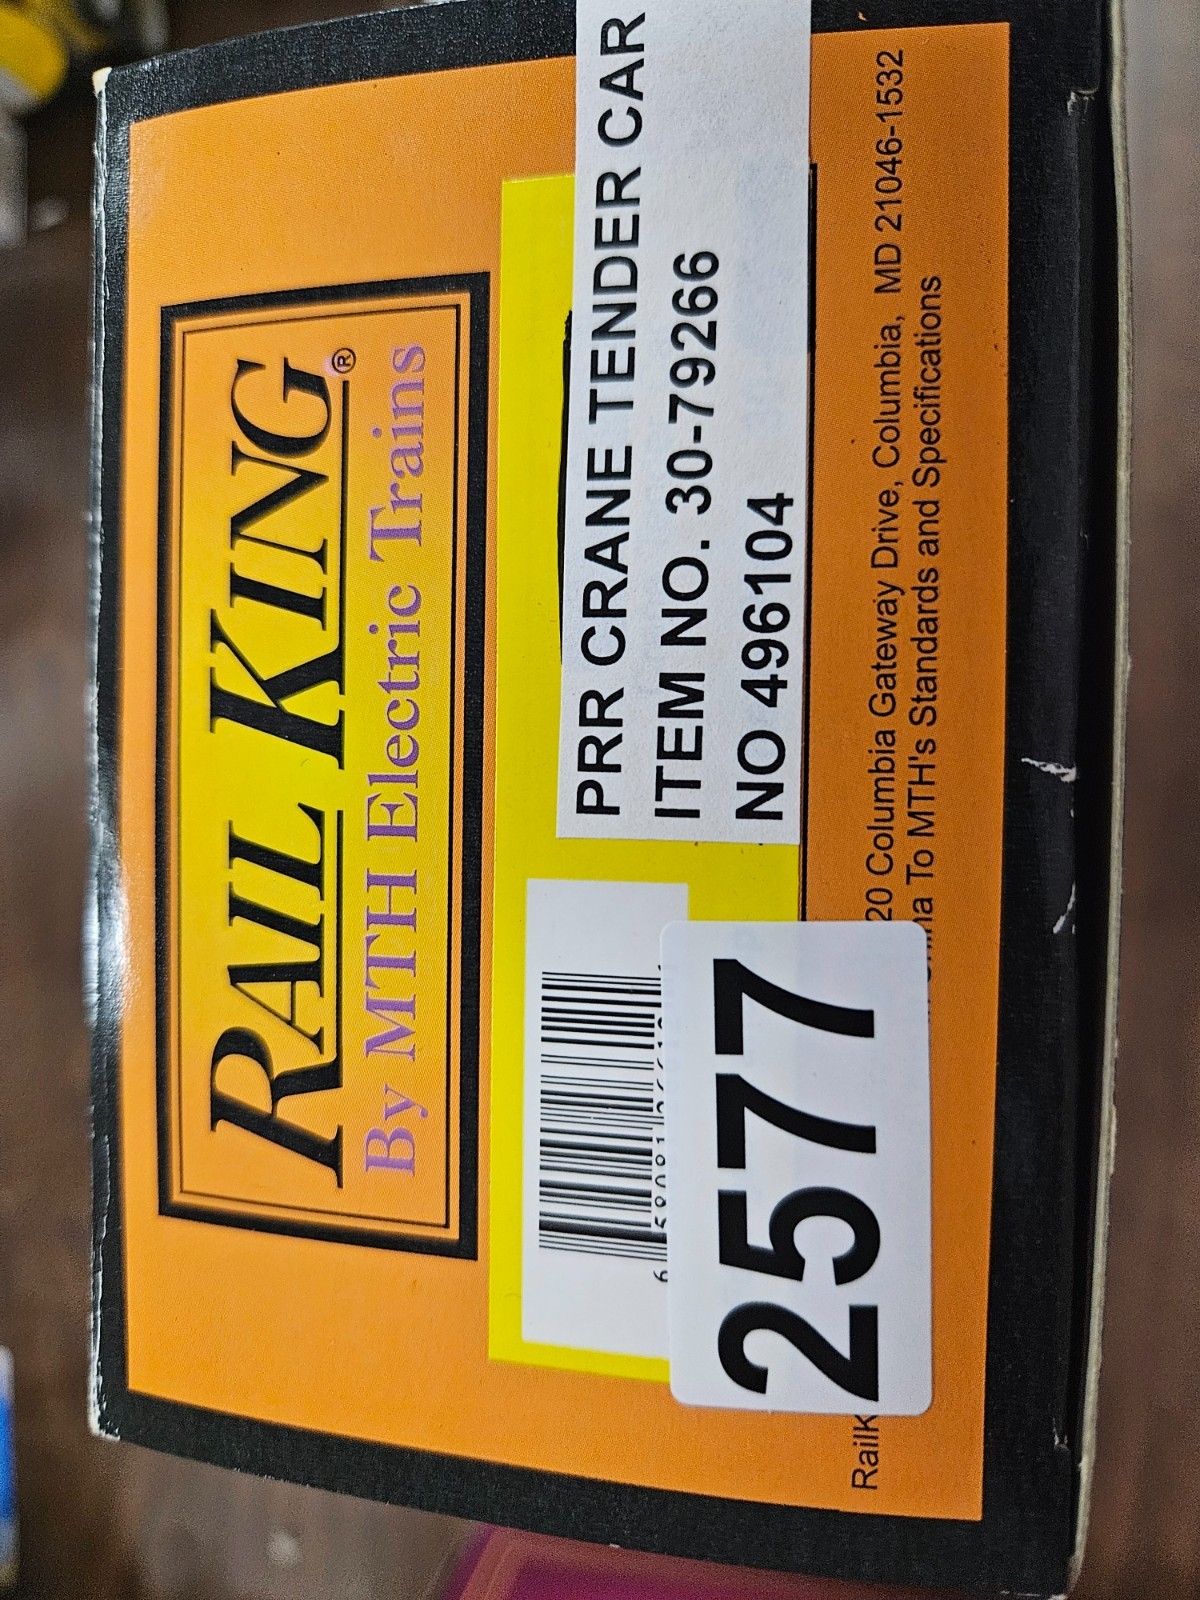 RAIL KING®
By MTH Electric Trains
PRR CRANE TENDER CAR
ITEM NO. 30-79266
NO 496104
2577
20 Columbia Gateway Drive, Columbia, MD 21046-1532
To MTH's Standards and Specifications